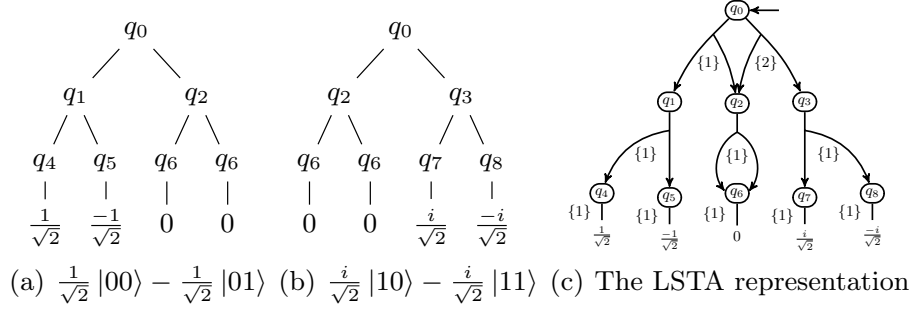 q₀ q₀ q₀
{1} {2}
q₁ q₂ q₂ q₃ q₁ q₂ q₃
{1} {1} {1}
q₄ q₅ q₆ q₆ q₆ q₆ q₇ q₈ q₄ q₅ q₆ q₇ q₈
{1} {1} {1} {1} {1}
1/√2 -1/√2 0 0 0 0 i/√2 -i/√2 1/√2 -1/√2 0 i/√2 -i/√2
(a) 1/√2 |00⟩ − 1/√2 |01⟩ (b) i/√2 |10⟩ − i/√2 |11⟩ (c) The LSTA representation